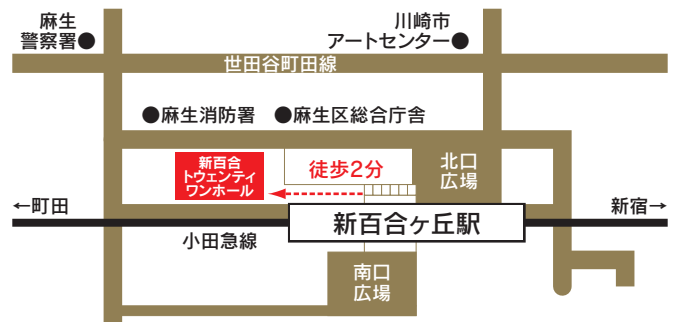 麻生
警察署●
川崎市
アートセンター●
世田谷町田線
●麻生消防署
●麻生区総合庁舎
新百合
トウェンティ
ワンホール
徒歩2分
北口
広場
←町田
新宿→
新百合ヶ丘駅
小田急線
南口
広場